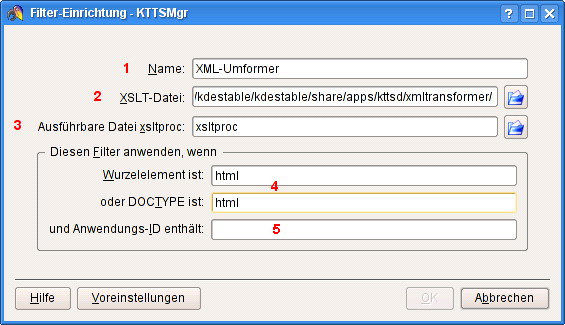 Filter-Einrichtung - KTTSMgr
1 Name: XML-Umformer
2 XSLT-Datei: /kdestable/kdestable/share/apps/kttsd/xmltransformer/
3 Ausführbare Datei xsltproc: xsltproc
Diesen Filter anwenden, wenn
Wurzelelement ist: html
4
oder DOCTYPE ist: html
und Anwendungs-ID enthält: 5
Hilfe Voreinstellungen OK Abbrechen